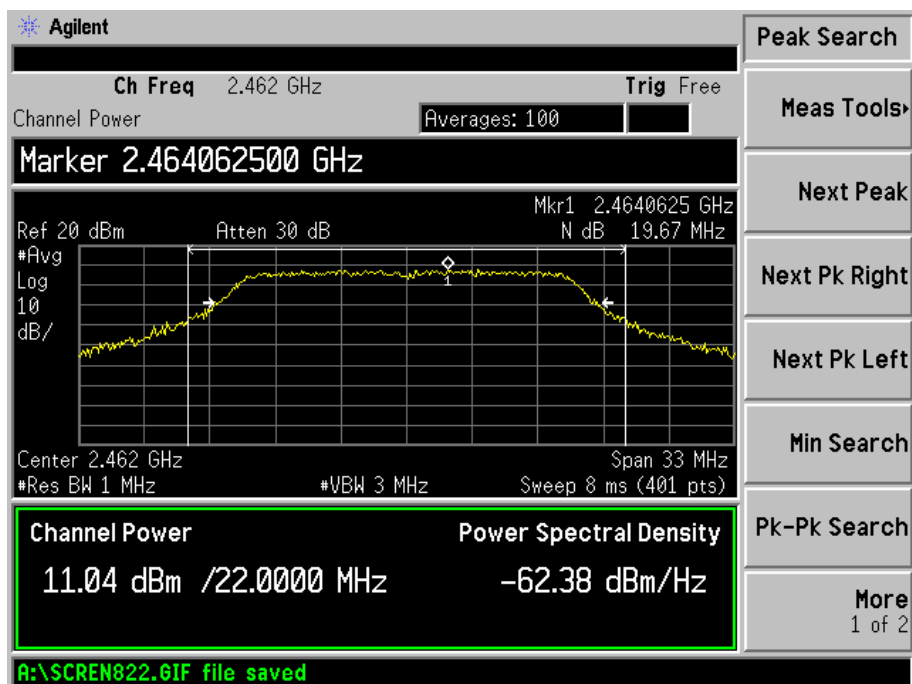 Agilent
Peak Search
Ch Freq 2.462 GHz Trig Free
Channel Power Averages: 100
Meas Tools
Marker 2.464062500 GHz
Mkr1 2.4640625 GHz
Ref 20 dBm Atten 30 dB N dB 19.67 MHz
Next Peak
#Avg
Log
10
dB/
1
Next Pk Right
Next Pk Left
Center 2.462 GHz Span 33 MHz
#Res BW 1 MHz #VBW 3 MHz Sweep 8 ms (401 pts)
Min Search
Channel Power Power Spectral Density
11.04 dBm /22.0000 MHz -62.38 dBm/Hz
Pk-Pk Search
More
1 of 2
A:\SCREN822.GIF file saved